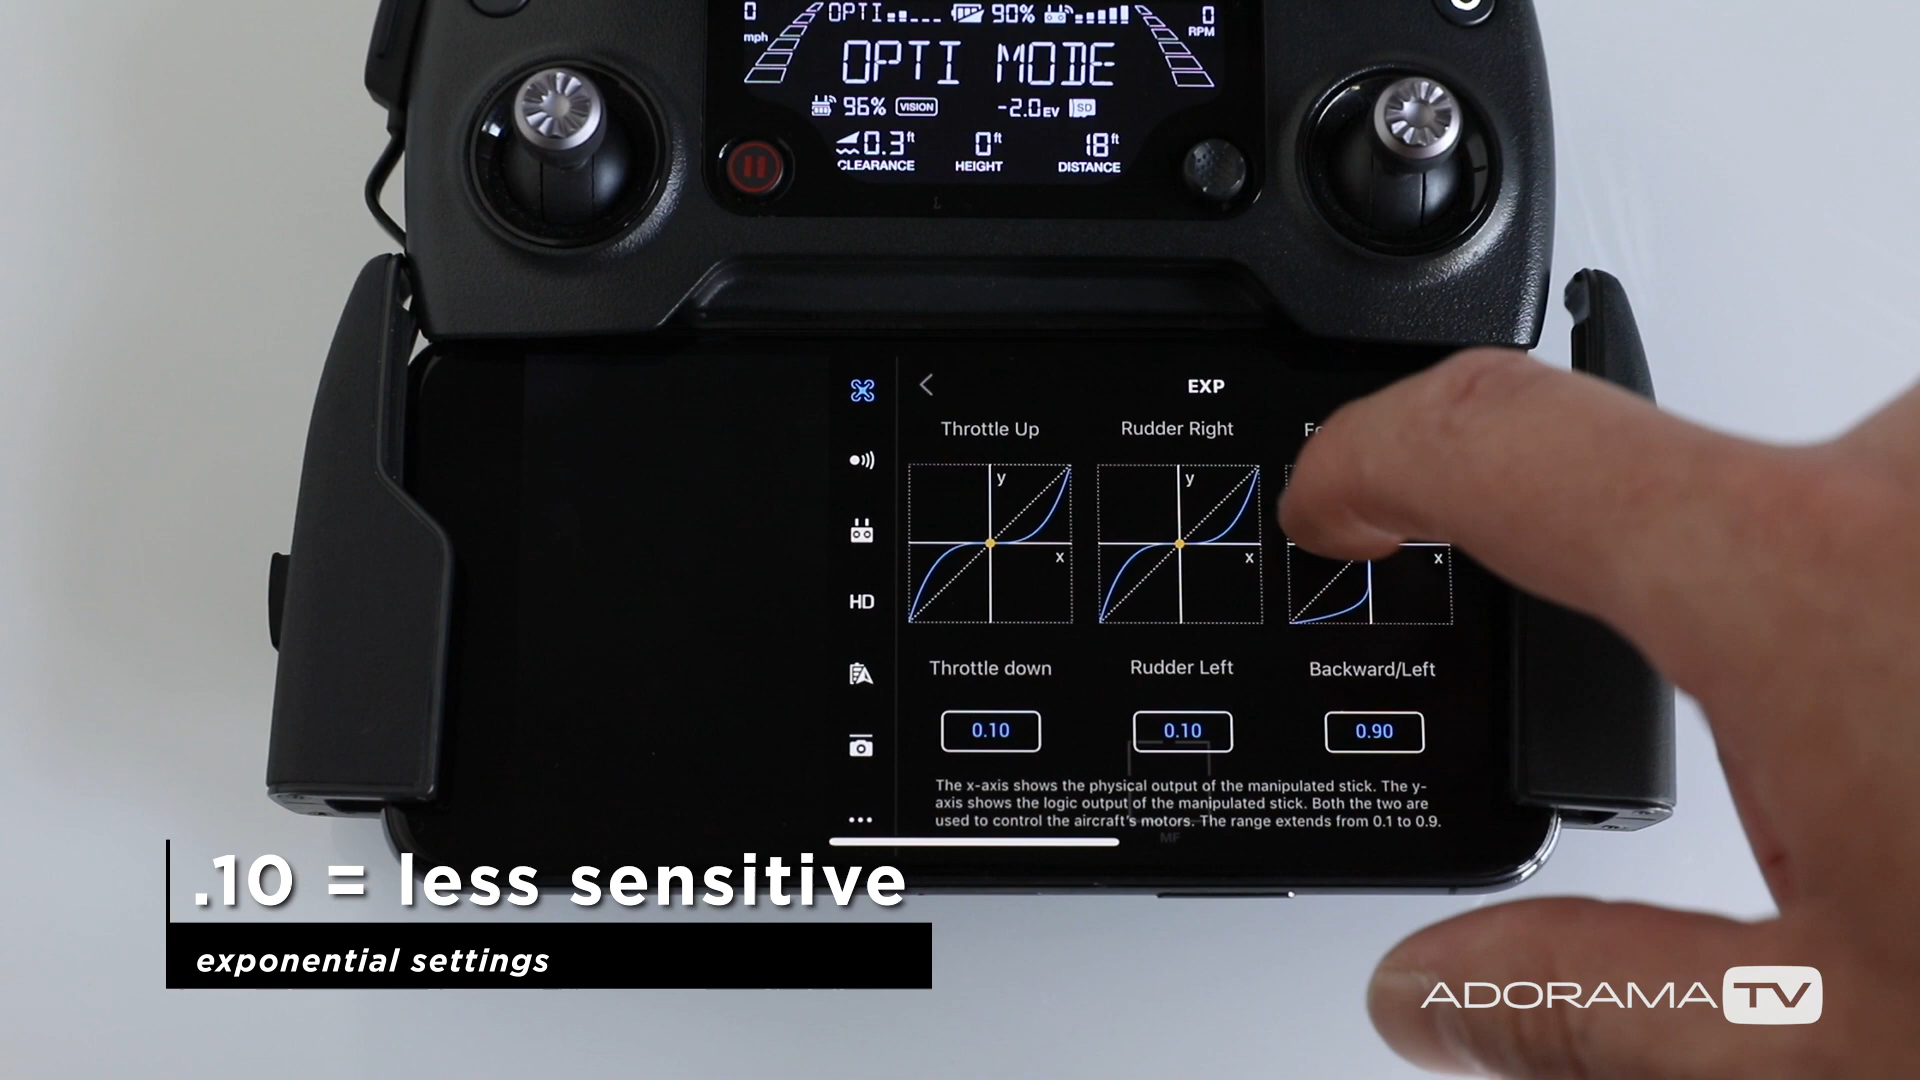 0 OPTI 90% 0
mph RPM
OPTI MODE
96% VISION -2.0EV SD
0.3ft 0ft 18ft
CLEARANCE HEIGHT DISTANCE
EXP
Throttle Up Rudder Right
y y
x x x
HD
Throttle down Rudder Left Backward/Left
0.10 0.10 0.90
The x-axis shows the physical output of the manipulated stick. The y-
axis shows the logic output of the manipulated stick. Both the two are
used to control the aircraft's motors. The range extends from 0.1 to 0.9.
MF
.10 = less sensitive
exponential settings
ADORAMA TV